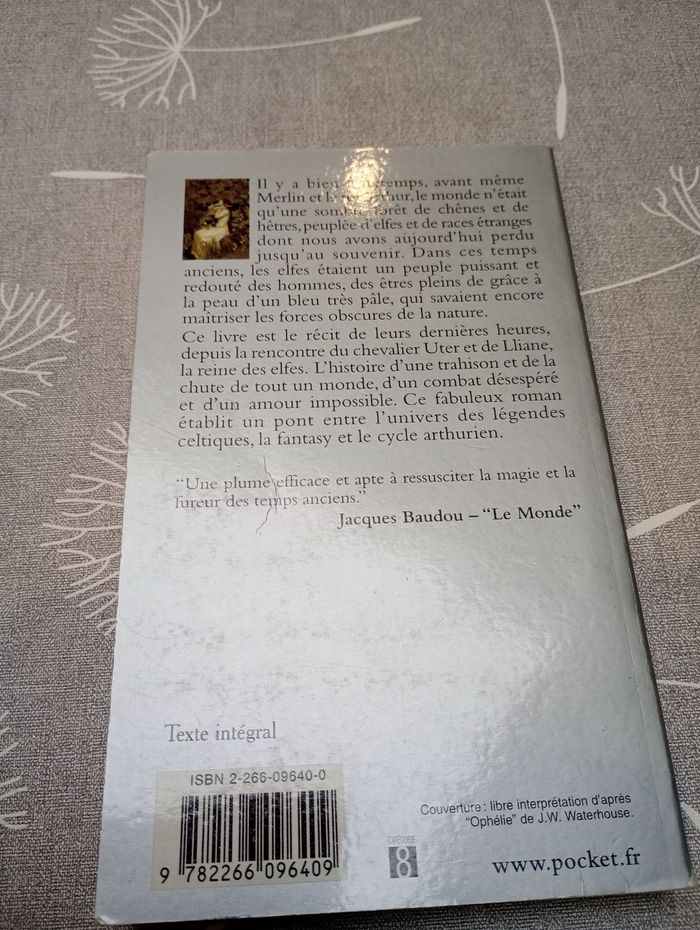 Il y a bien longtemps, avant même
Merlin et le roi Arthur, le monde n'était
qu'une sombre forêt de chênes et de
hêtres, peuplée d'elfes et de races étranges
dont nous avons aujourd'hui perdu
jusqu'au souvenir. Dans ces temps
anciens, les elfes étaient un peuple puissant et
redouté des hommes, des êtres pleins de grâce à
la peau d'un bleu très pâle, qui savaient encore
maîtriser les forces obscures de la nature.
Ce livre est le récit de leurs dernières heures,
depuis la rencontre du chevalier Uter et de Lliane,
la reine des elfes. L'histoire d'une trahison et de la
chute de tout un monde, d'un combat désespéré
et d'un amour impossible. Ce fabuleux roman
établit un pont entre l'univers des légendes
celtiques, la fantasy et le cycle arthurien.
“Une plume efficace et apte à ressusciter la magie et la
fureur des temps anciens.”
Jacques Baudou – “Le Monde”
Texte intégral
ISBN 2-266-09640-0
9 782266 096409
Couverture : libre interprétation d'après
“Ophélie” de J.W. Waterhouse.
CATÉGORIE
8
www.pocket.fr